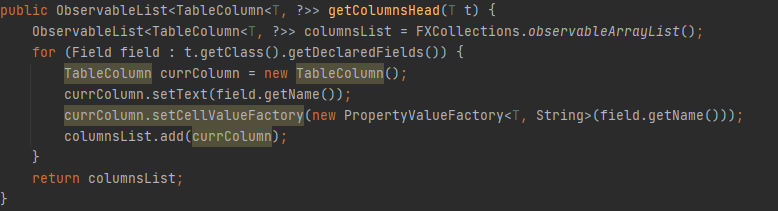 public ObservableList<TableColumn<T, ?>> getColumnsHead(T t) {
    ObservableList<TableColumn<T, ?>> columnsList = FXCollections.observableArrayList();
    for (Field field : t.getClass().getDeclaredFields()) {
        TableColumn currColumn = new TableColumn();
        currColumn.setText(field.getName());
        currColumn.setCellValueFactory(new PropertyValueFactory<T, String>(field.getName()));
        columnsList.add(currColumn);
    }
    return columnsList;
}